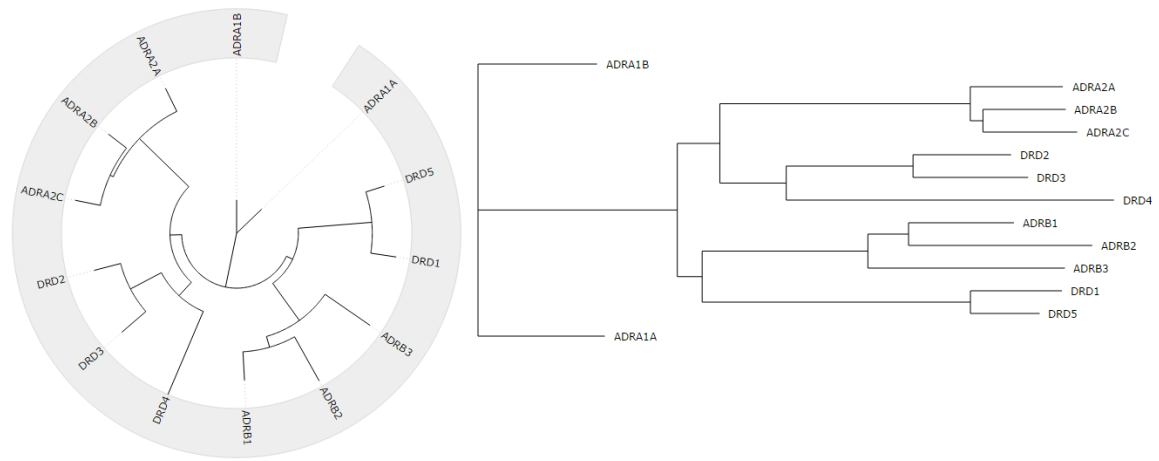 ADRA1B
ADRA2A
ADRA2B
ADRA2C
DRD2
DRD3
DRD4
ADRB1
ADRB2
ADRB3
DRD1
DRD5
ADRA1A
ADRA1B
ADRA2A
ADRA2B
ADRA2C
DRD2
DRD3
DRD4
ADRB1
ADRB2
ADRB3
DRD1
DRD5
ADRA1A